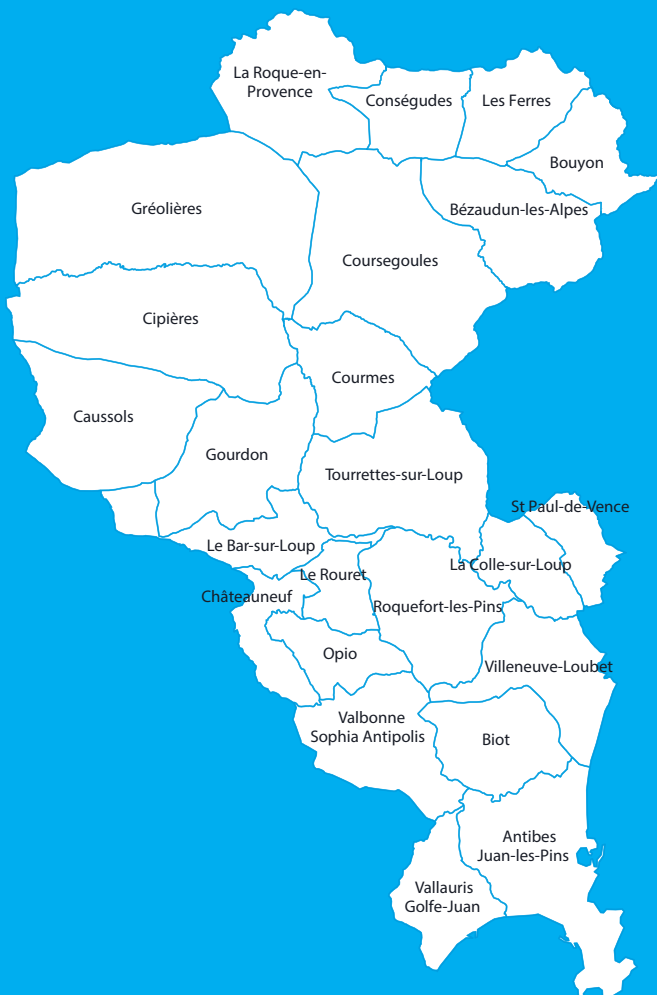 La Roque-en-
Provence
Conségudes
Les Ferres
Bouyon
Gréolières
Bézaudun-les-Alpes
Coursegoules
Cipières
Courmes
Caussols
Gourdon
Tourrettes-sur-Loup
St Paul-de-Vence
Le Bar-sur-Loup
La Colle-sur-Loup
Le Rouret
Châteauneuf
Roquefort-les-Pins
Opio
Villeneuve-Loubet
Valbonne
Sophia Antipolis
Biot
Antibes
Juan-les-Pins
Vallauris
Golfe-Juan